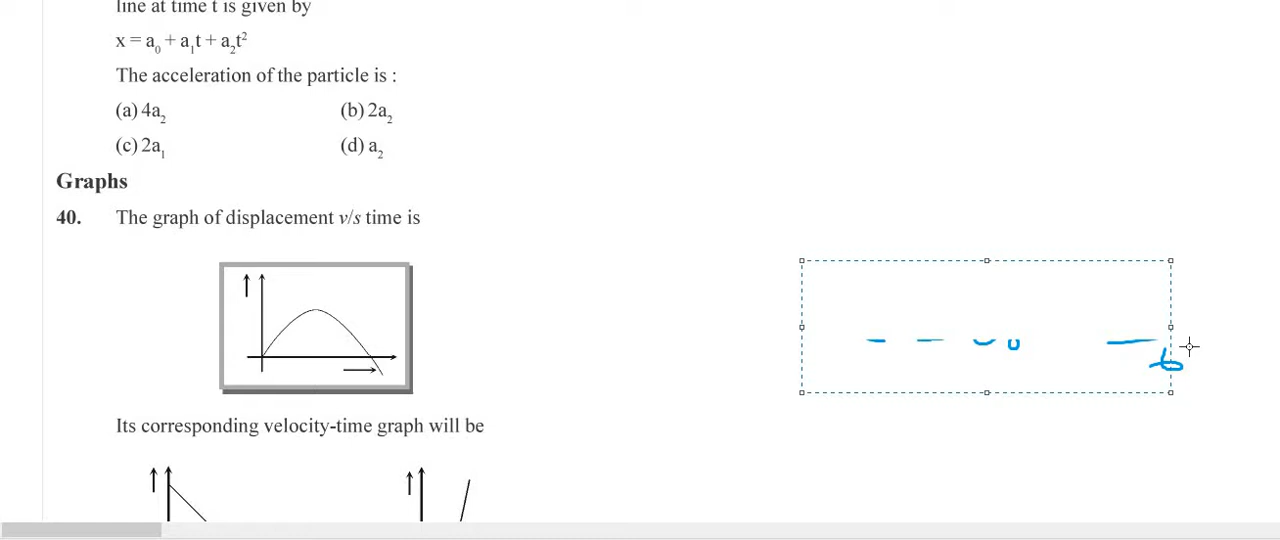 line at time t is given by
x = a₀ + a₁t + a₂t²
The acceleration of the particle is :
(a) 4a₂ (b) 2a₂
(c) 2a₁ (d) a₂
Graphs
40. The graph of displacement v/s time is
Its corresponding velocity-time graph will be